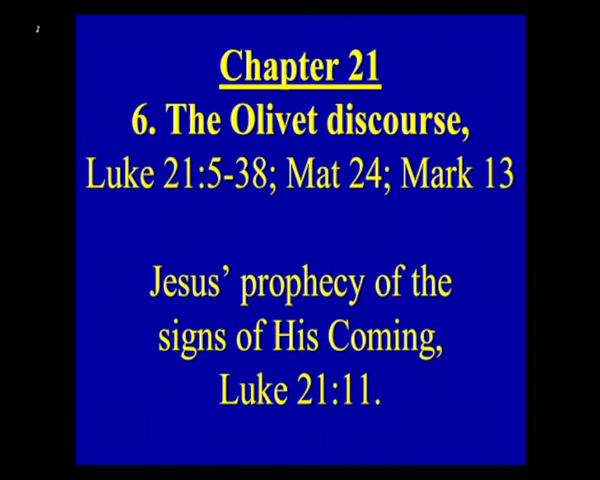 Chapter 21
6. The Olivet discourse,
Luke 21:5-38; Mat 24; Mark 13
Jesus’ prophecy of the
signs of His Coming,
Luke 21:11.